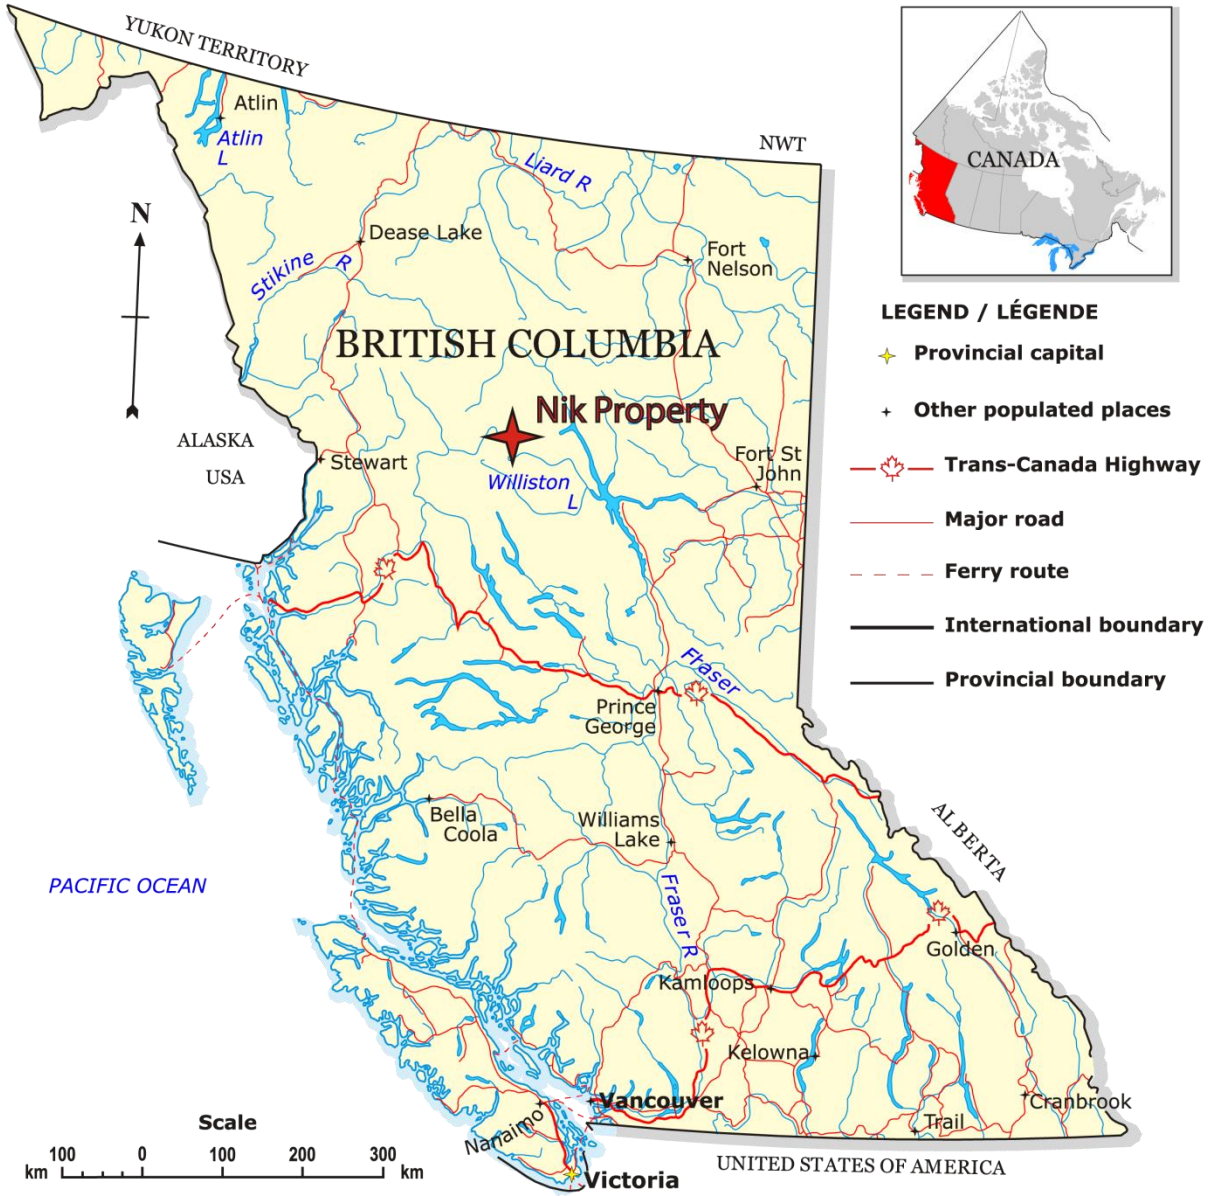 YUKON TERRITORY
Atlin
Atlin
L
NWT
Liard R
CANADA
N
Dease Lake
Stikine
R
Fort
Nelson
LEGEND / LÉGENDE
Provincial capital
BRITISH COLUMBIA
Nik Property
Other populated places
ALASKA
USA
Stewart
Williston
L
Fort St
John
Trans-Canada Highway
Major road
Ferry route
International boundary
Provincial boundary
Fraser
Prince
George
Bella
Coola
Williams
Lake
ALBERTA
PACIFIC OCEAN
Fraser R
Golden
Kamloops
Kelowna
Vancouver
Nanaimo
Cranbrook
Trail
Scale
100 0 100 200 300
km km
UNITED STATES OF AMERICA
Victoria